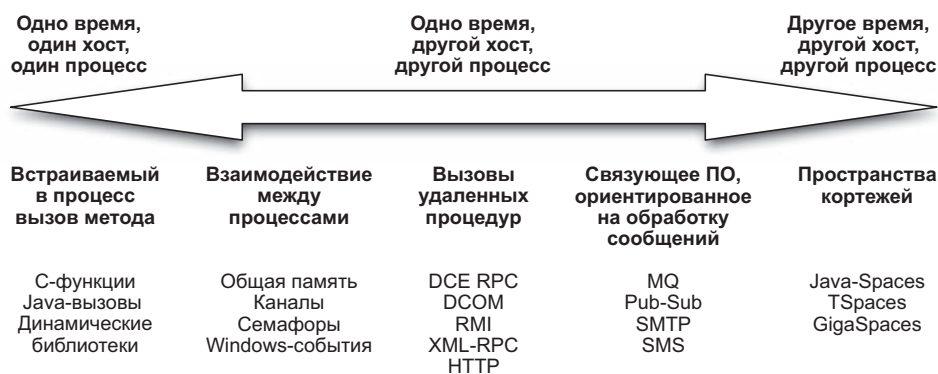 Одно время,
один хост,
один процесс
Одно время,
другой хост,
другой процесс
Другое время,
другой хост,
другой процесс
Встраиваемый
в процесс
вызов метода
Взаимодействие
между
процессами
Вызовы
удаленных
процедур
Связующее ПО,
ориентированное
на обработку
сообщений
Пространства
кортежей
C-функции
Java-вызовы
Динамические
библиотеки
Общая память
Каналы
Семафоры
Windows-события
DCE RPC
DCOM
RMI
XML-RPC
HTTP
MQ
Pub-Sub
SMTP
SMS
Java-Spaces
TSpaces
GigaSpaces